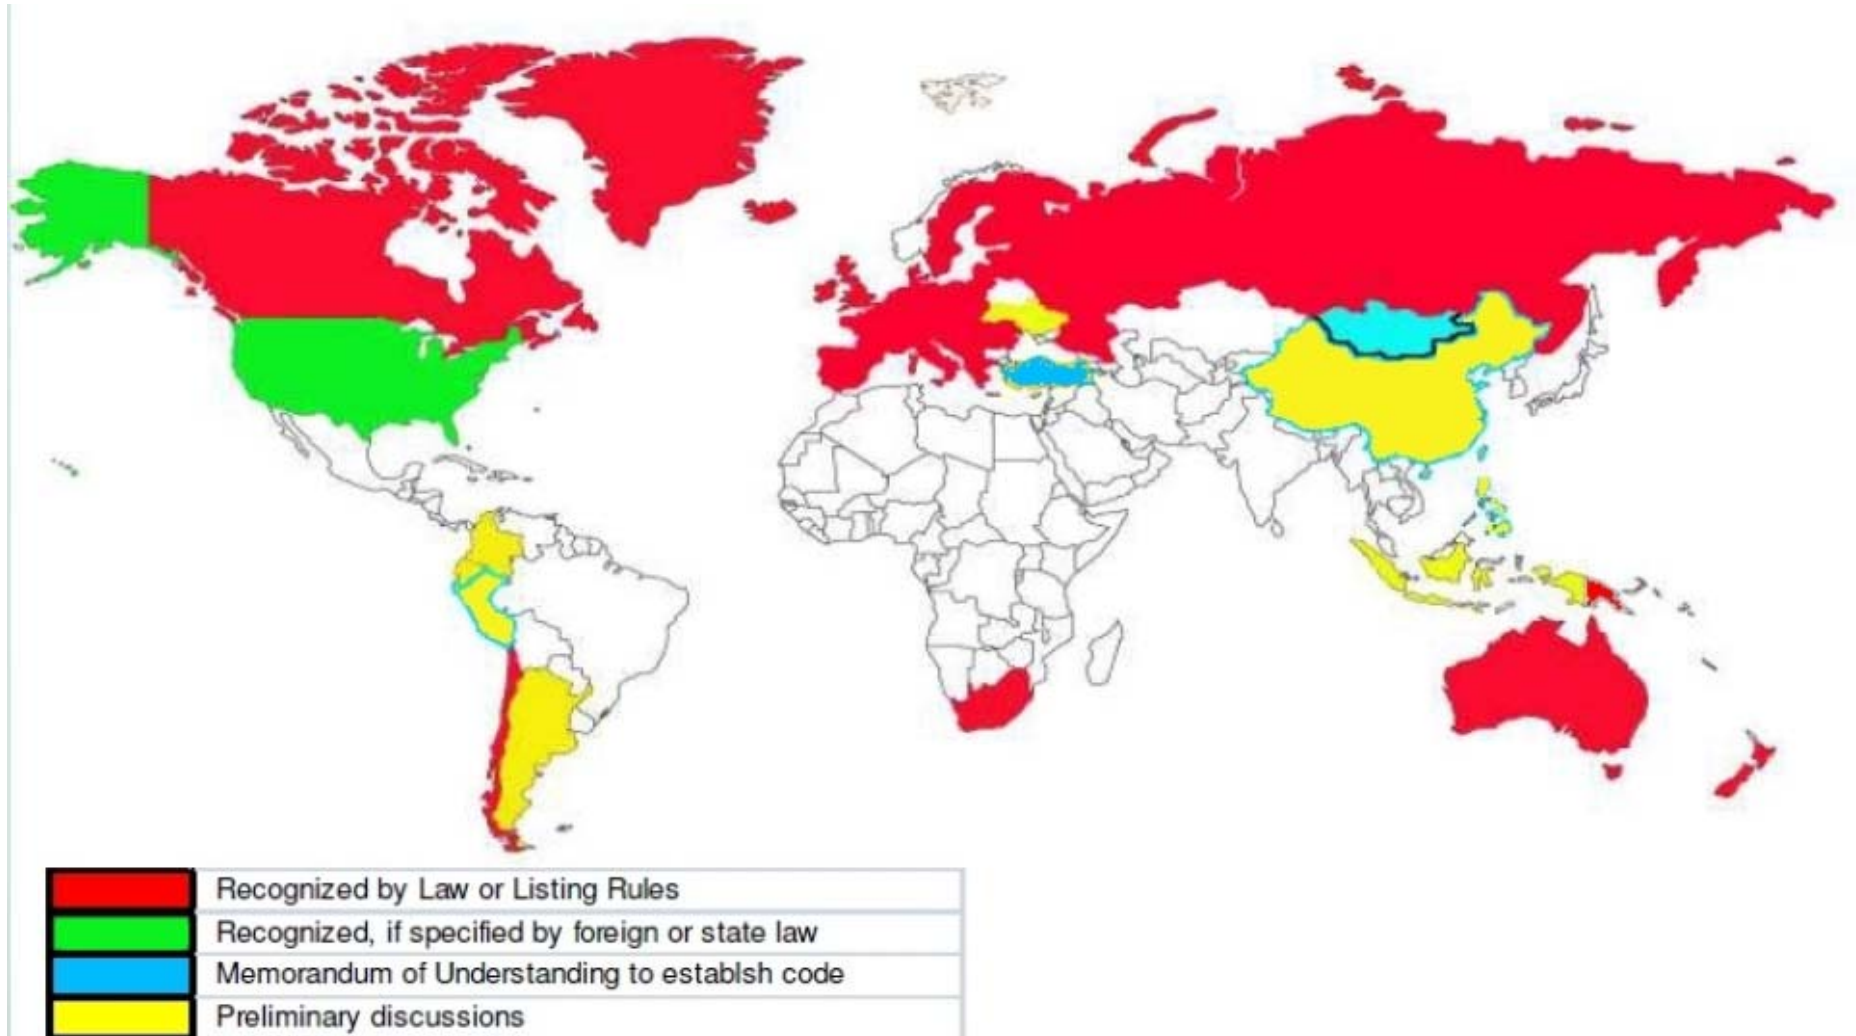 Recognized by Law or Listing Rules
Recognized, if specified by foreign or state law
Memorandum of Understanding to establsh code
Preliminary discussions